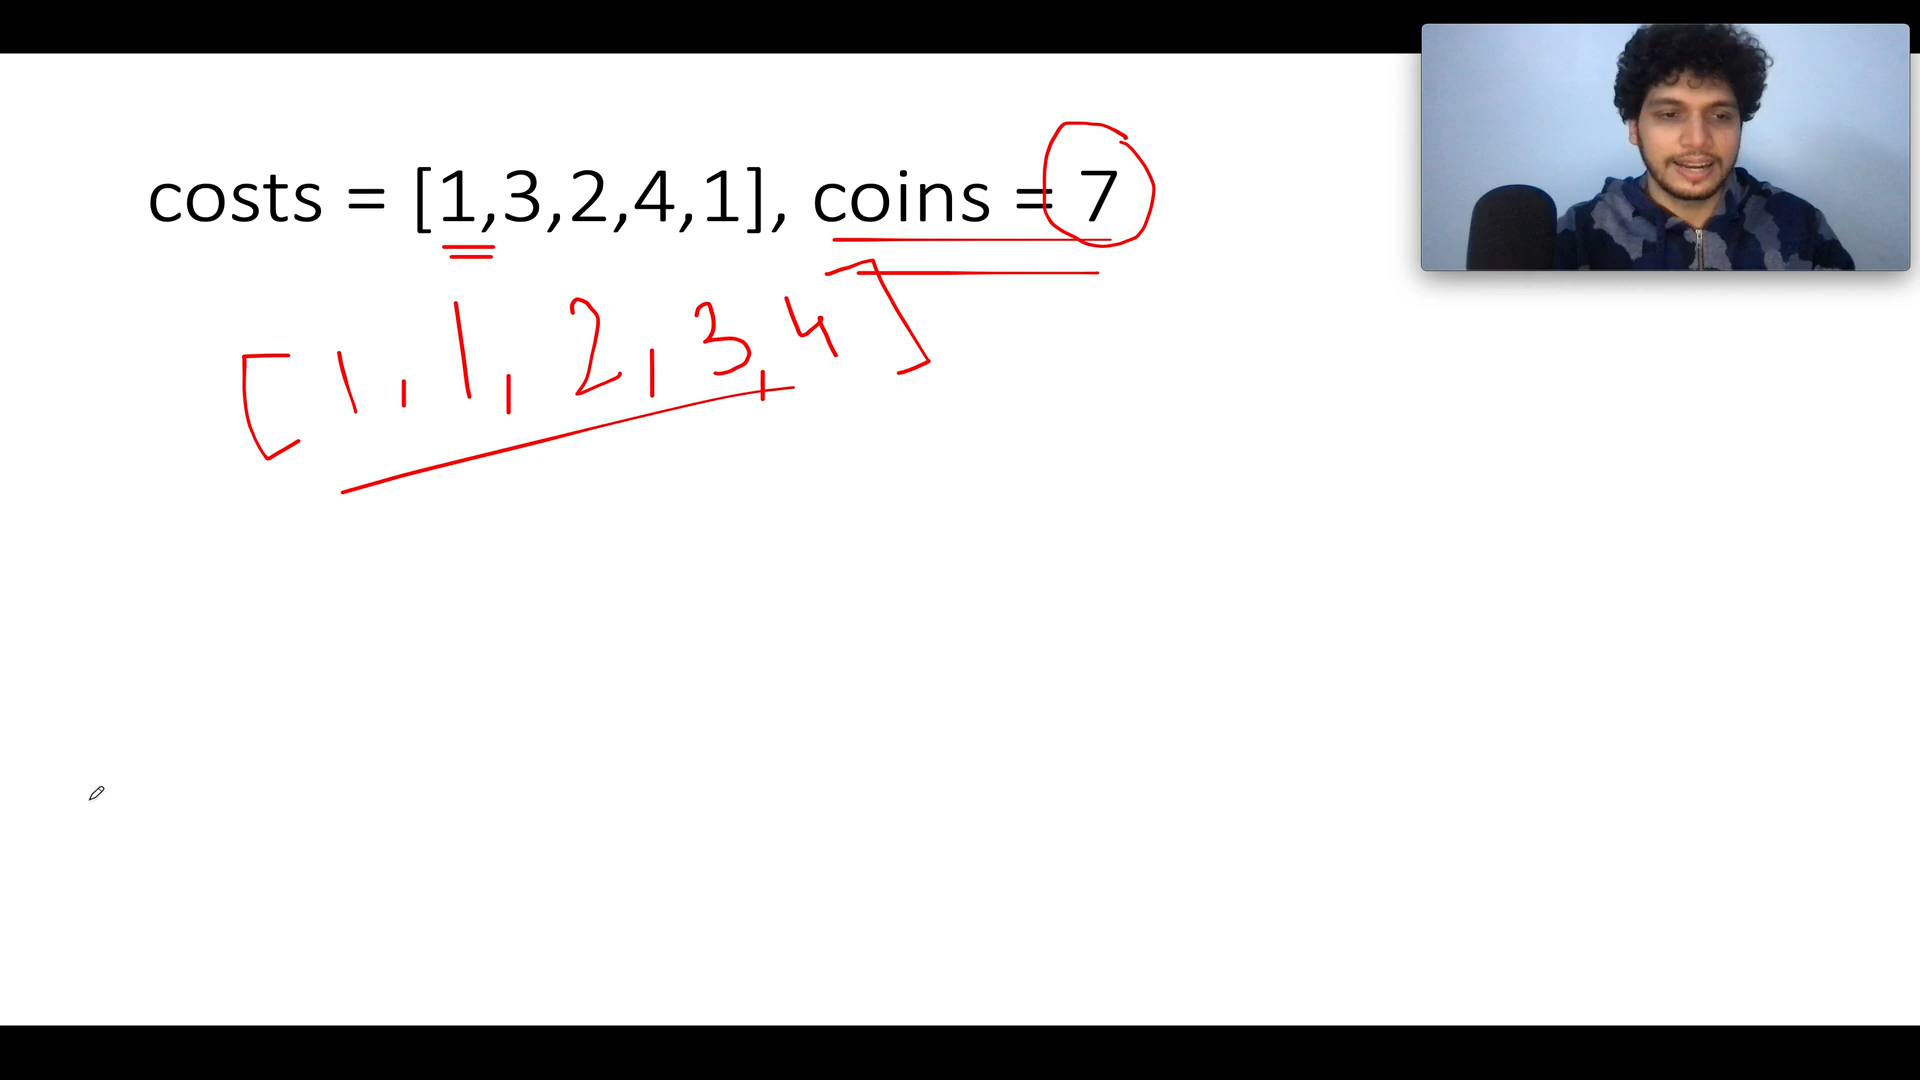 costs = [1,3,2,4,1], coins = 7
[1, 1, 2, 3, 4]